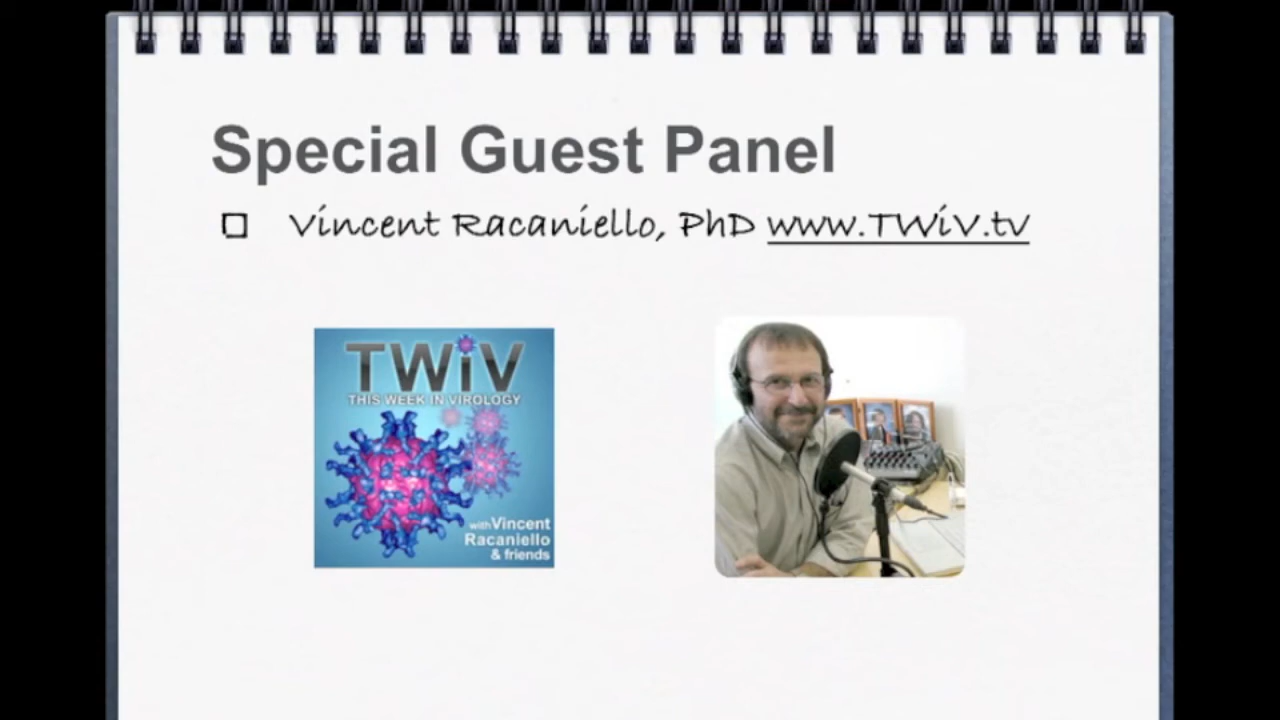 Special Guest Panel
Vincent Racaniello, PhD www.TWiV.tv
TWiV
THIS WEEK IN VIROLOGY
with Vincent
Racaniello
& friends